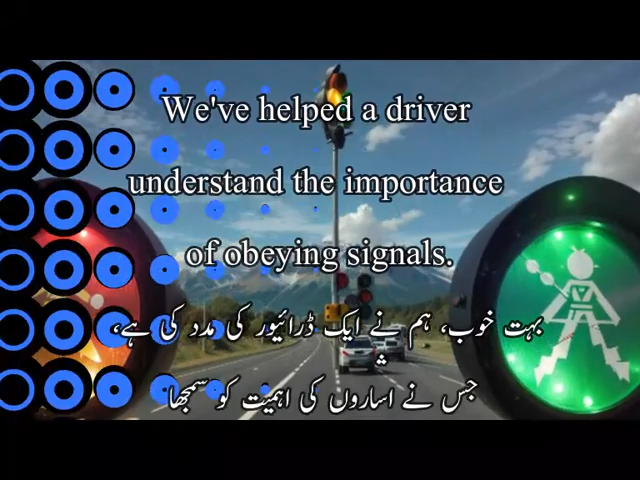 We've helped a driver
understand the importance
of obeying signals.
بہت خوب، ہم نے ایک ڈرائیور کی مدد کی ہے،
جس نے اشاروں کی اہمیت کو سمجھا